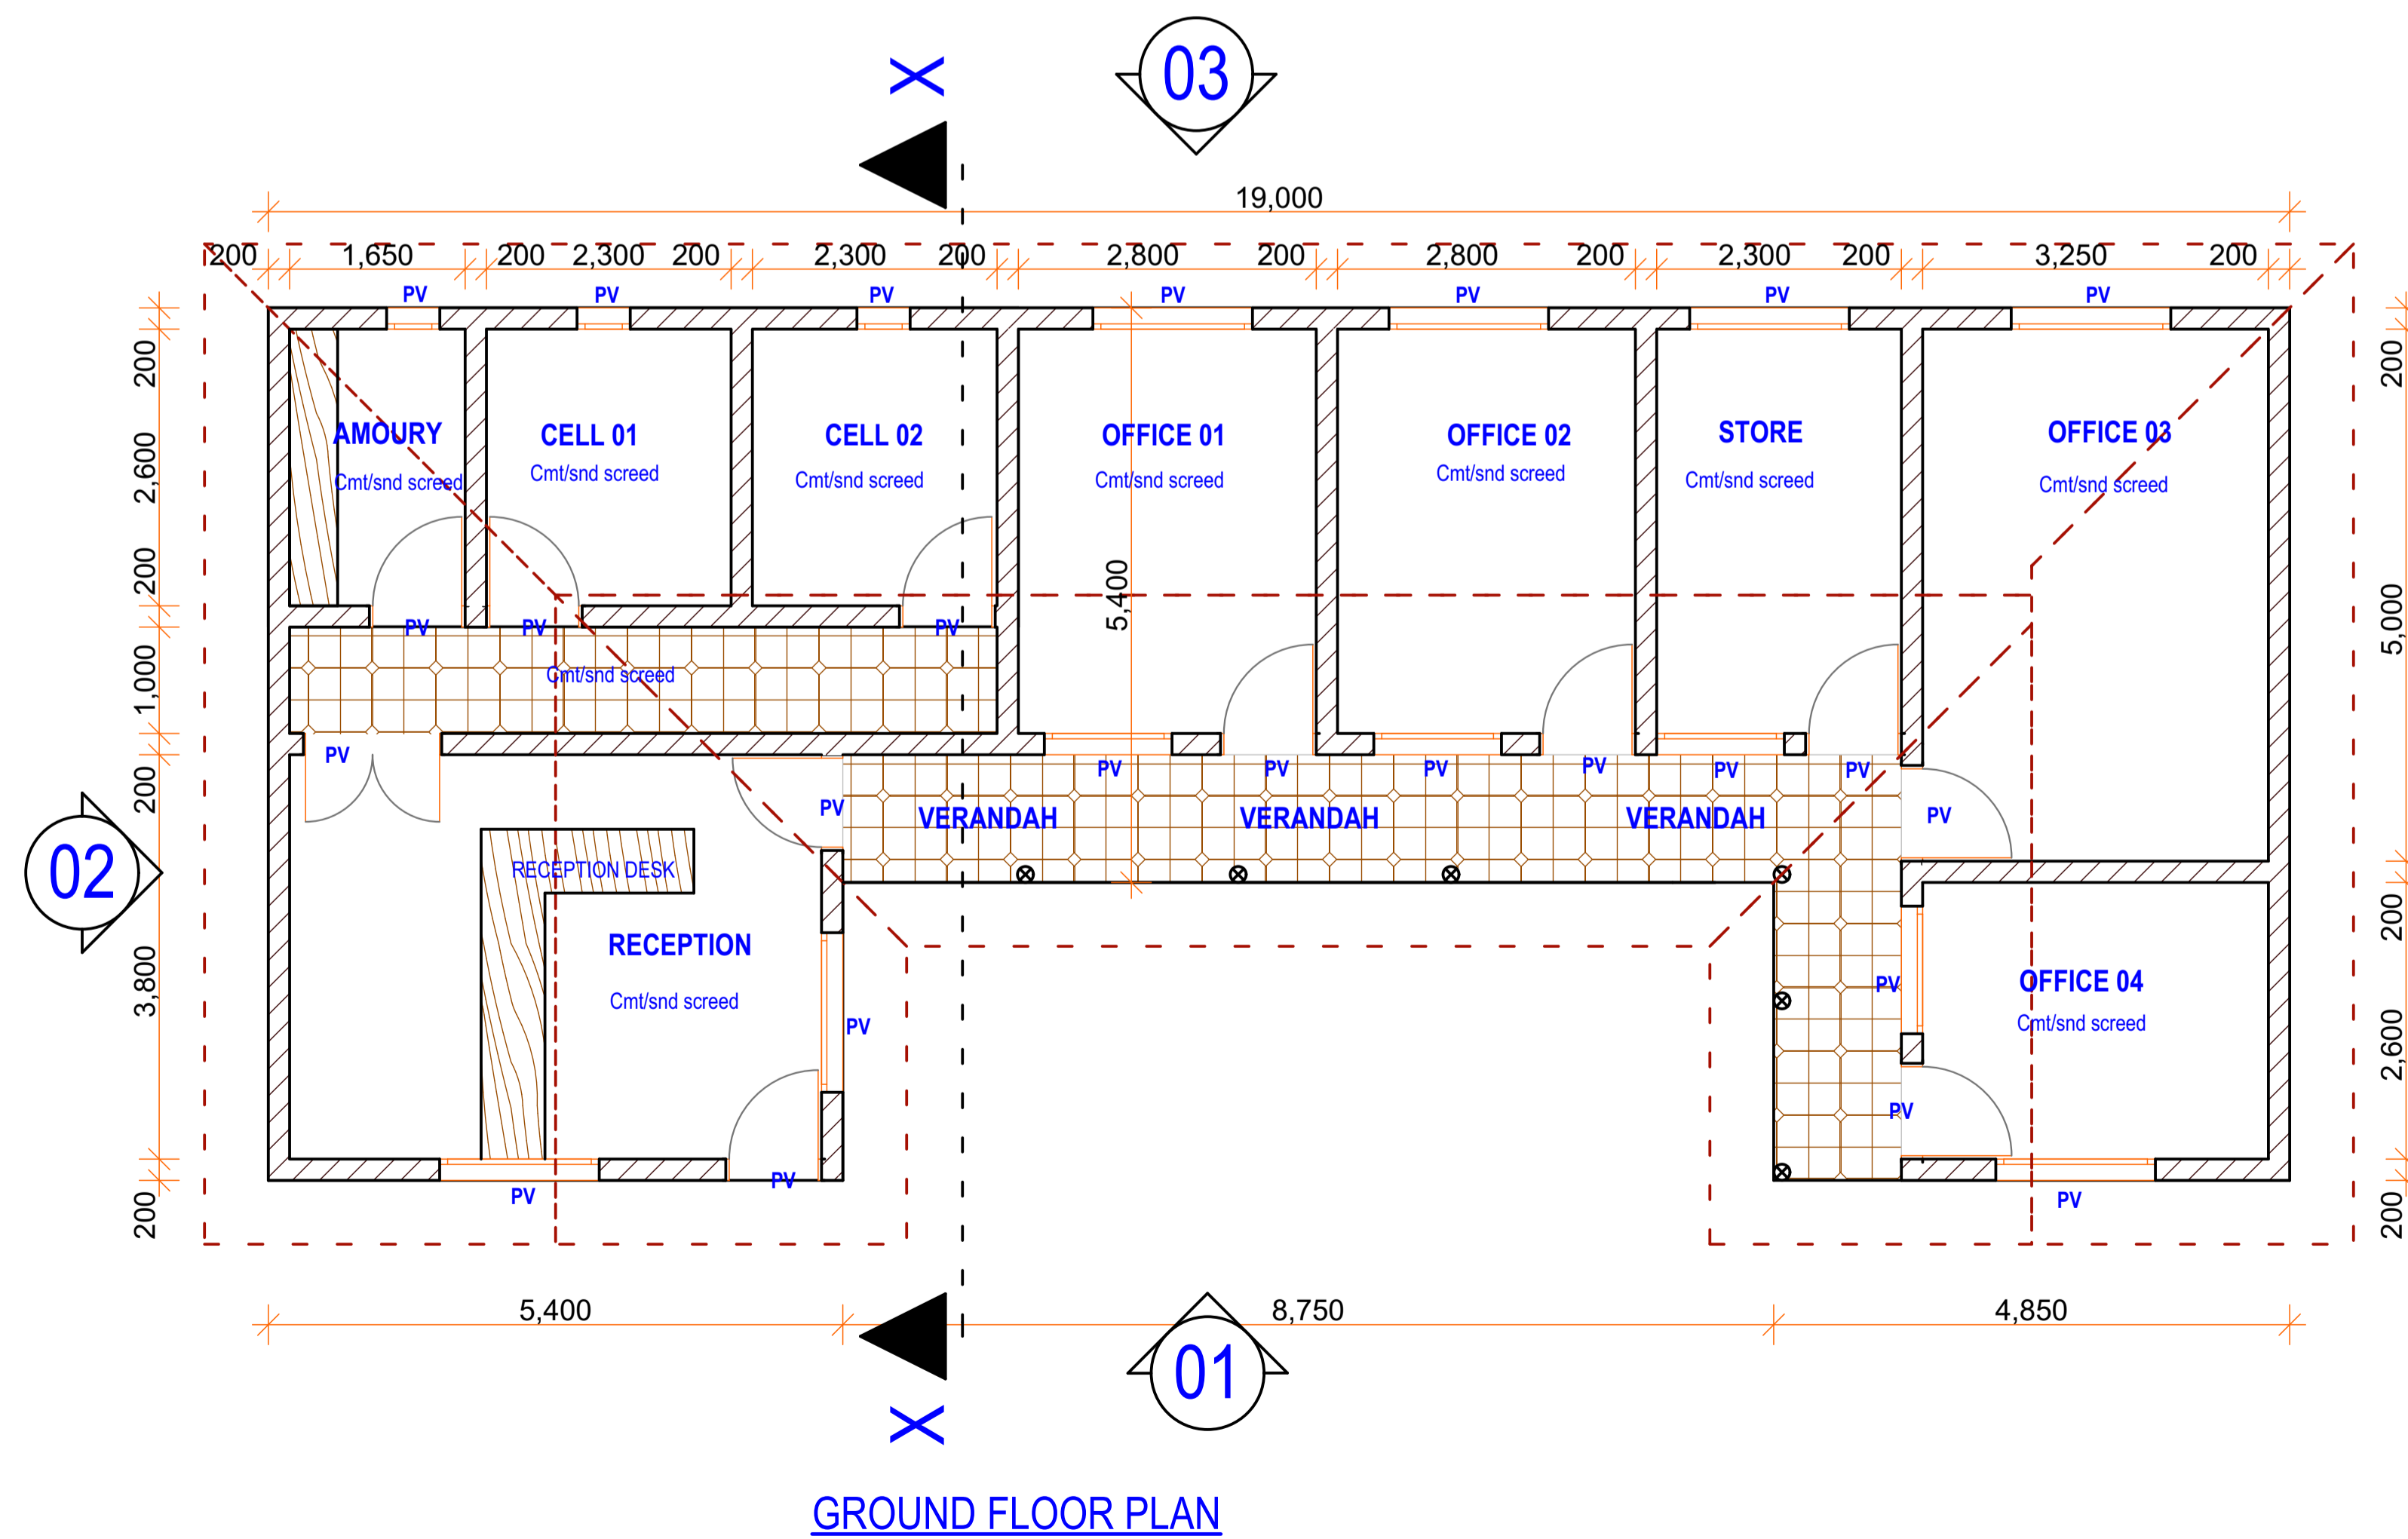 X
03
19,000
200 1,650 200 2,300 200 2,300 200 2,800 200 2,800 200 2,300 200 3,250 200
PV PV PV PV PV PV PV
200
2,600
200
1,000
200
3,800
200
200
5,000
200
2,600
200
AMOURY
Cmt/snd screed
CELL 01
Cmt/snd screed
CELL 02
Cmt/snd screed
OFFICE 01
Cmt/snd screed
OFFICE 02
Cmt/snd screed
STORE
Cmt/snd screed
OFFICE 03
Cmt/snd screed
5,400
PV PV PV
Cmt/snd screed
PV
PV PV PV PV PV PV
PV
VERANDAH VERANDAH VERANDAH
PV
02
RECEPTION DESK
RECEPTION
Cmt/snd screed
PV
PV
OFFICE 04
Cmt/snd screed
PV
PV
PV
PV
PV
5,400 8,750 4,850
01
X
GROUND FLOOR PLAN